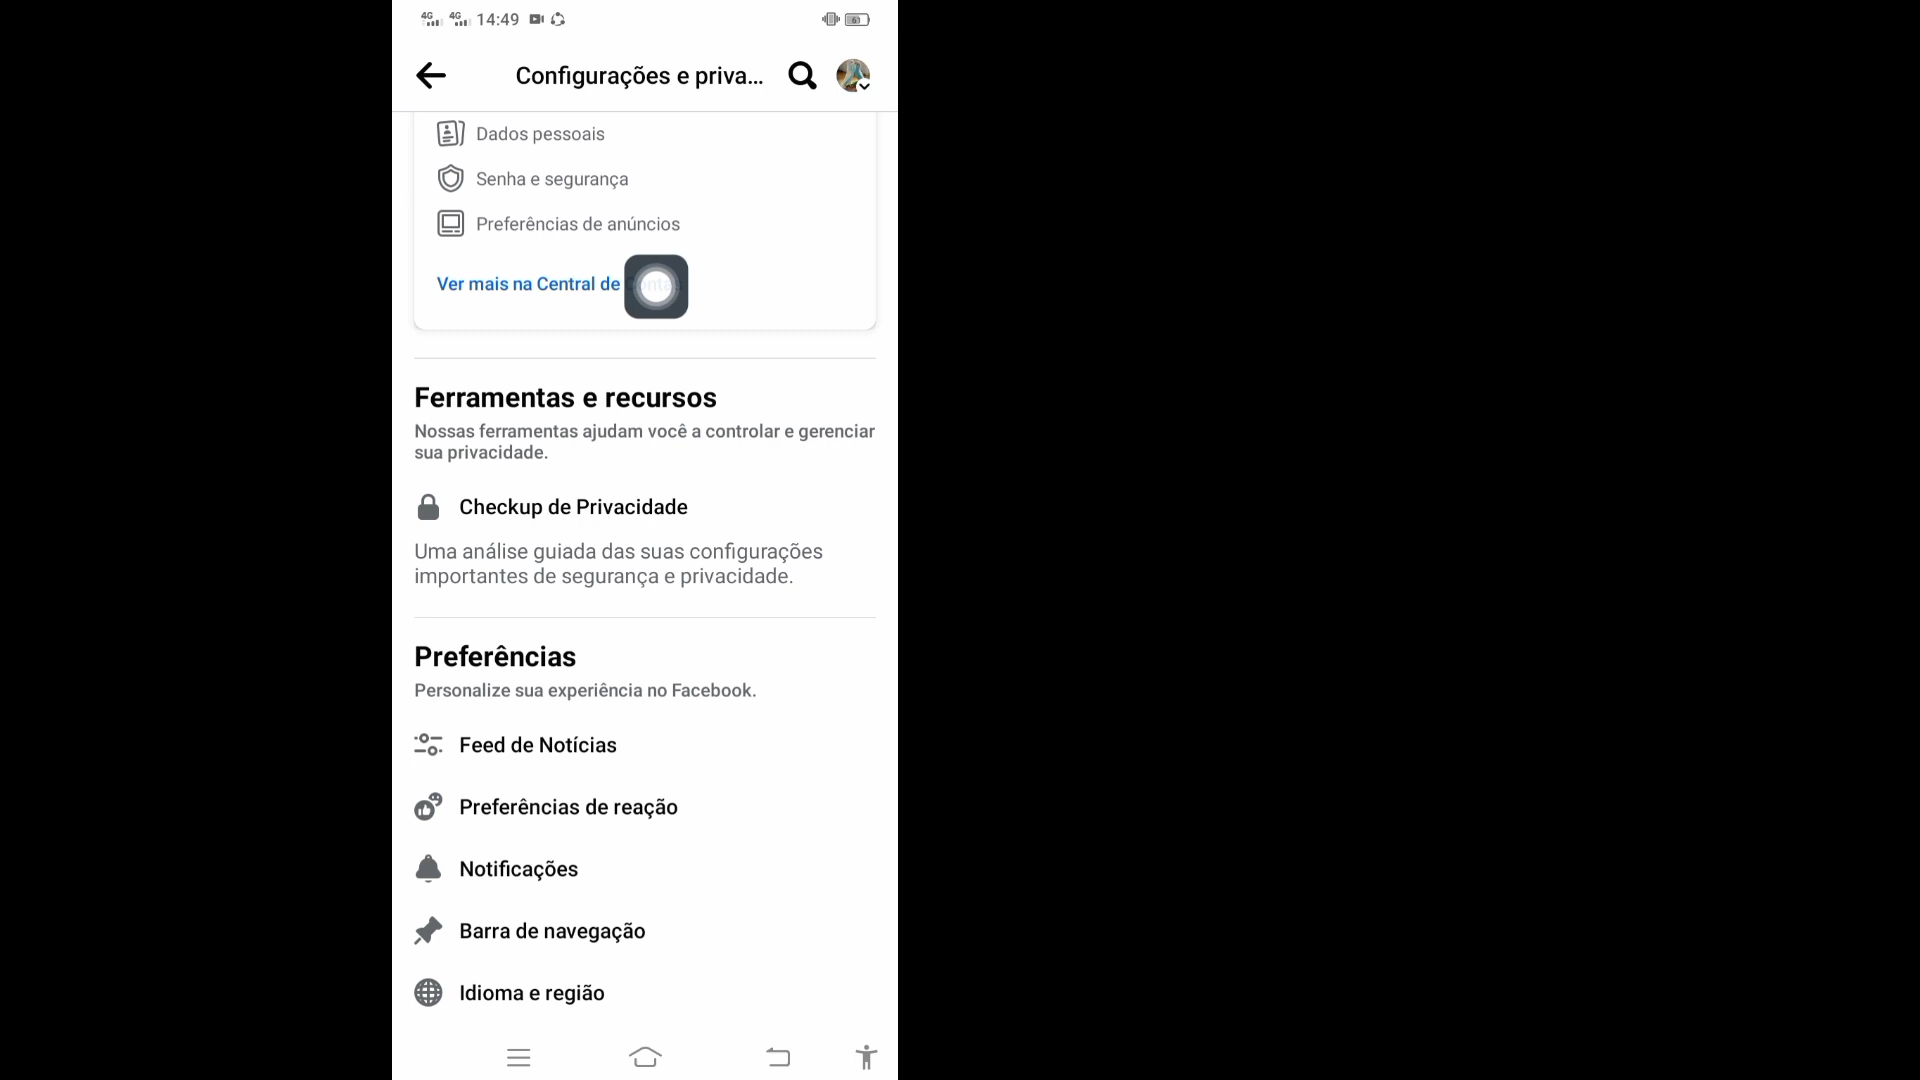 4G 4G 14:49
Configurações e priva...
Dados pessoais
Senha e segurança
Preferências de anúncios
Ver mais na Central de
Ferramentas e recursos
Nossas ferramentas ajudam você a controlar e gerenciar
sua privacidade.
Checkup de Privacidade
Uma análise guiada das suas configurações
importantes de segurança e privacidade.
Preferências
Personalize sua experiência no Facebook.
Feed de Notícias
Preferências de reação
Notificações
Barra de navegação
Idioma e região